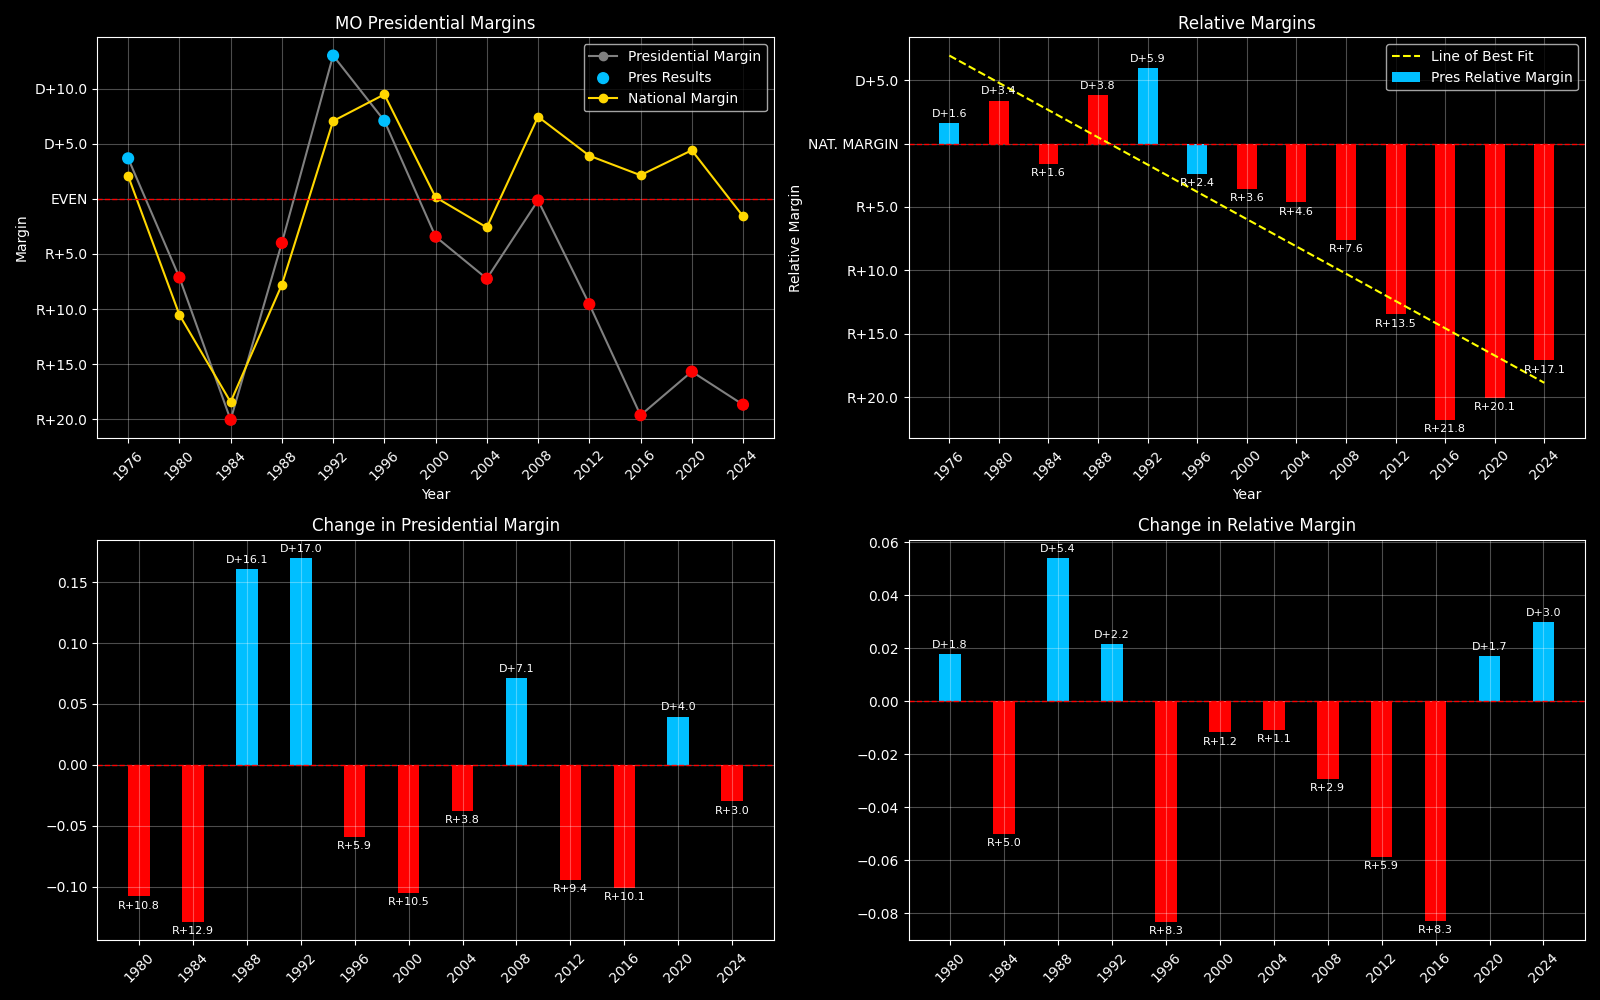 MO Presidential Margins
Presidential Margin
Pres Results
National Margin
D+10.0
D+5.0
EVEN
R+5.0
R+10.0
R+15.0
R+20.0
Margin
1976
1980
1984
1988
1992
1996
2000
2004
2008
2012
2016
2020
2024
Year
Relative Margins
Line of Best Fit
Pres Relative Margin
D+5.0
NAT. MARGIN
R+5.0
R+10.0
R+15.0
R+20.0
Relative Margin
D+1.6
D+3.4
R+1.6
D+3.8
D+5.9
R+2.4
R+3.6
R+4.6
R+7.6
R+13.5
R+21.8
R+20.1
R+17.1
1976
1980
1984
1988
1992
1996
2000
2004
2008
2012
2016
2020
2024
Year
Change in Presidential Margin
0.15
0.10
0.05
0.00
−0.05
−0.10
R+10.8
R+12.9
D+16.1
D+17.0
R+5.9
R+10.5
R+3.8
D+7.1
R+9.4
R+10.1
D+4.0
R+3.0
1980
1984
1988
1992
1996
2000
2004
2008
2012
2016
2020
2024
Change in Relative Margin
0.06
0.04
0.02
0.00
−0.02
−0.04
−0.06
−0.08
D+1.8
R+5.0
D+5.4
D+2.2
R+8.3
R+1.2
R+1.1
R+2.9
R+5.9
R+8.3
D+1.7
D+3.0
1980
1984
1988
1992
1996
2000
2004
2008
2012
2016
2020
2024